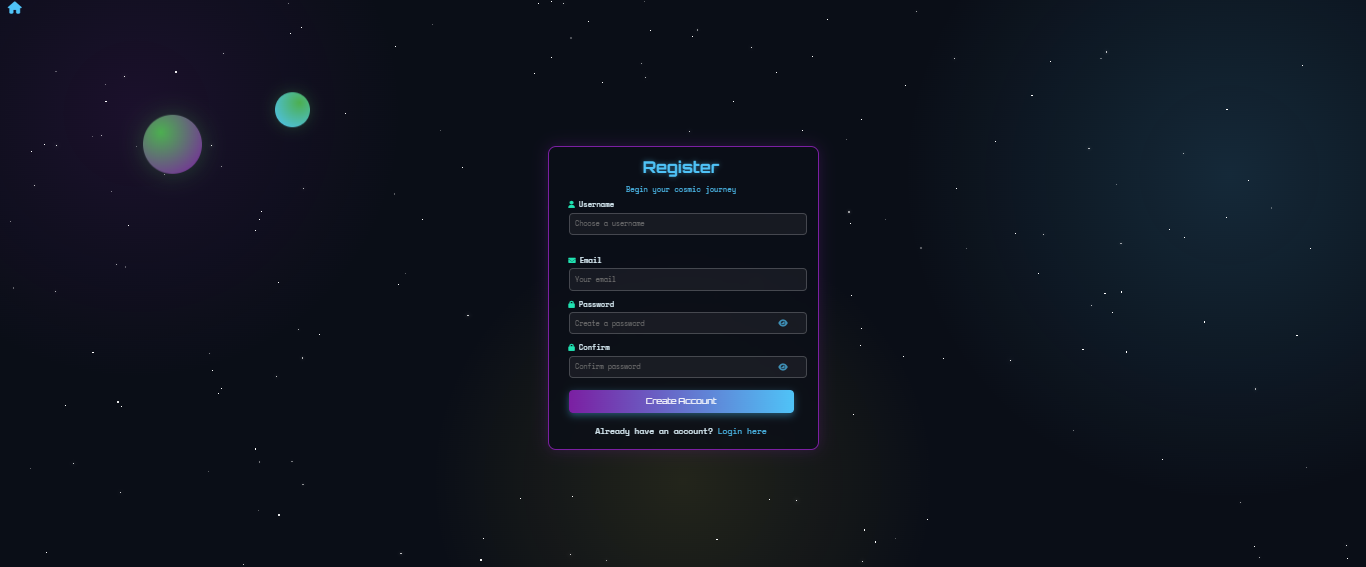 Register
Begin your cosmic journey
Username
Choose a username
Email
Your email
Password
Create a password
Confirm
Confirm password
Create Account
Already have an account? Login here